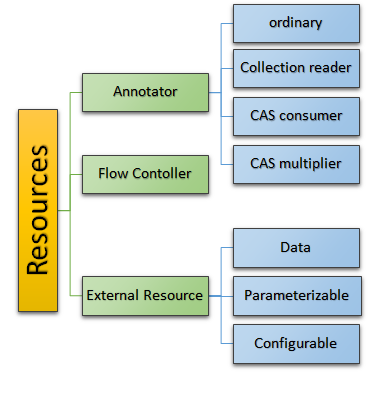 Resources
Annotator
ordinary
Collection reader
CAS consumer
CAS multiplier
Flow Contoller
External Resource
Data
Parameterizable
Configurable